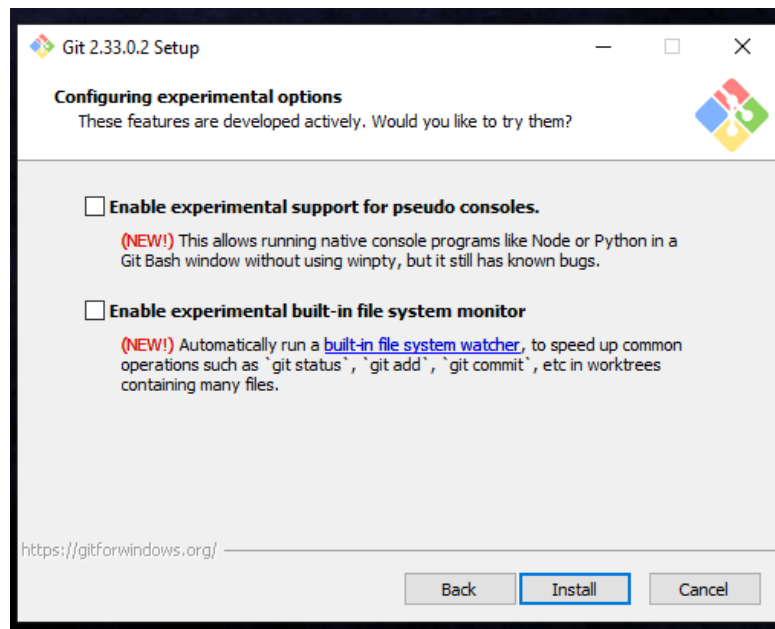 Git 2.33.0.2 Setup
Configuring experimental options
These features are developed actively. Would you like to try them?
Enable experimental support for pseudo consoles.
(NEW!) This allows running native console programs like Node or Python in a
Git Bash window without using winpty, but it still has known bugs.
Enable experimental built-in file system monitor
(NEW!) Automatically run a built-in file system watcher, to speed up common
operations such as `git status`, `git add`, `git commit`, etc in worktrees
containing many files.
https://gitforwindows.org/
Back Install Cancel